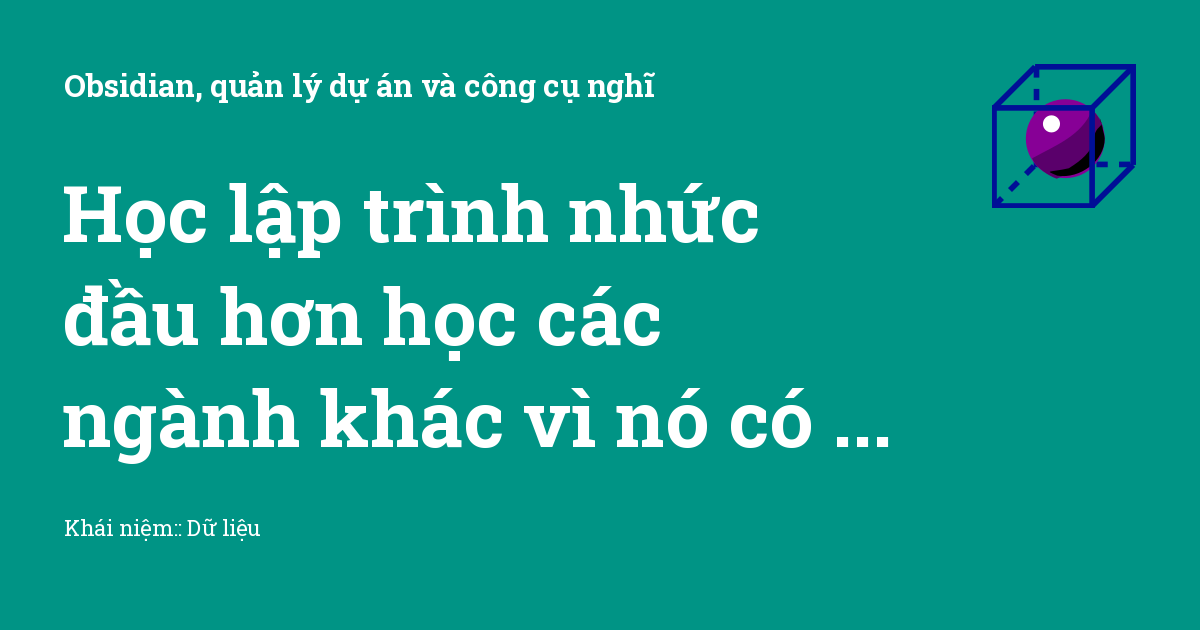 Obsidian, quản lý dự án và công cụ nghĩ
Học lập trình nhức
đầu hơn học các
ngành khác vì nó có ...
Khái niệm:: Dữ liệu